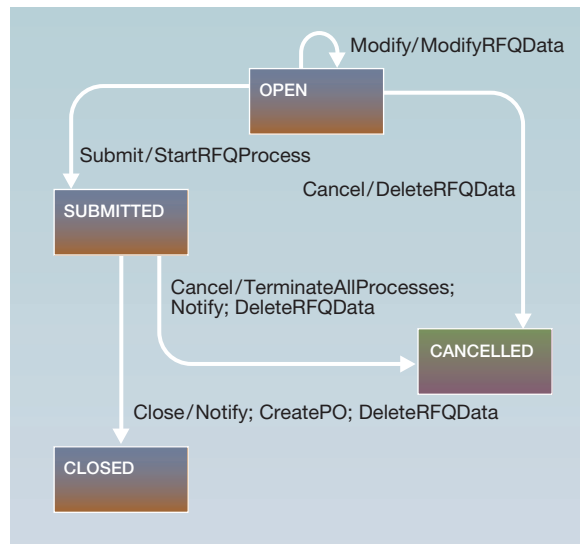 Modify/ModifyRFQData
OPEN
Submit/StartRFQProcess
Cancel/DeleteRFQData
SUBMITTED
Cancel/TerminateAllProcesses;
Notify; DeleteRFQData
CANCELLED
Close/Notify; CreatePO; DeleteRFQData
CLOSED